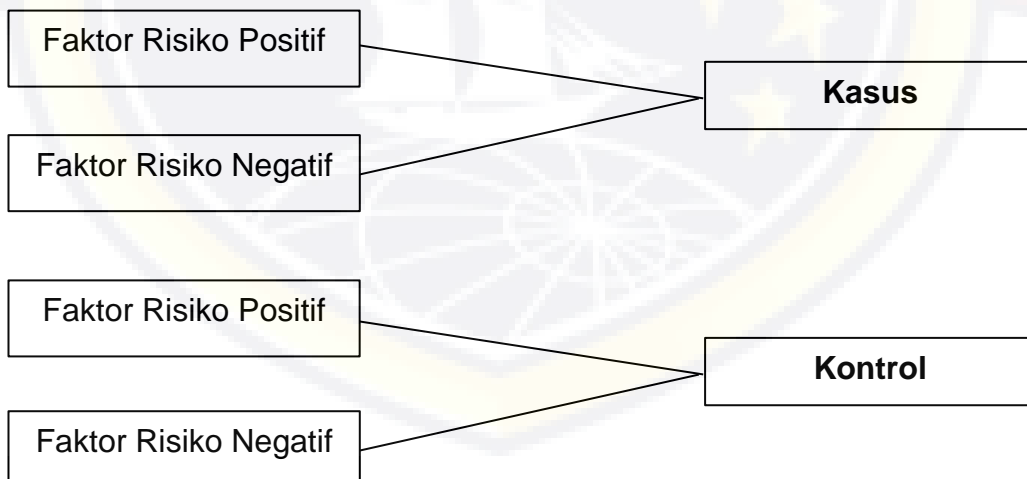 Faktor Risiko Positif
Kasus
Faktor Risiko Negatif
Faktor Risiko Positif
Kontrol
Faktor Risiko Negatif